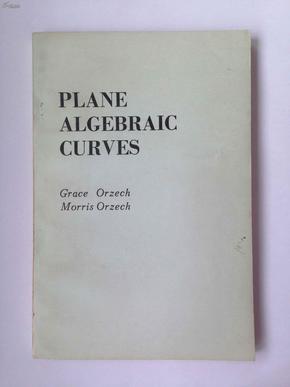 PLANE
ALGEBRAIC
CURVES
Grace Orzech
Morris Orzech